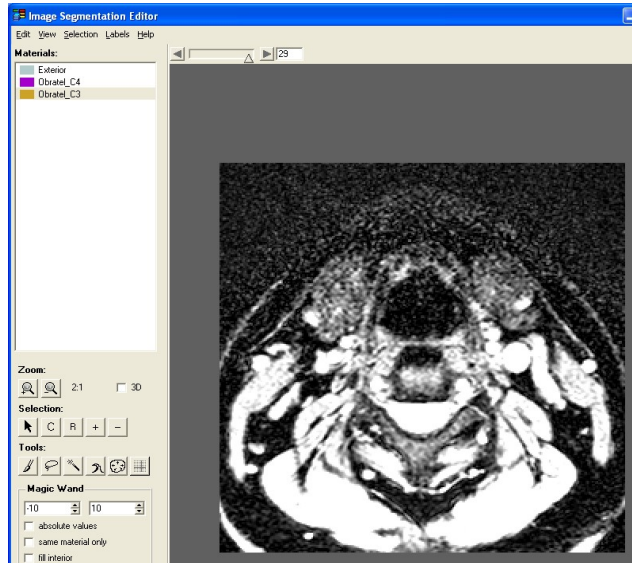 Image Segmentation Editor
Edit View Selection Labels Help
Materials:
29
Exterior
Obratel_C4
Obratel_C3
Zoom:
2:1 3D
Selection:
C R + −
Tools:
Magic Wand
-10 10
absolute values
same material only
fill interior